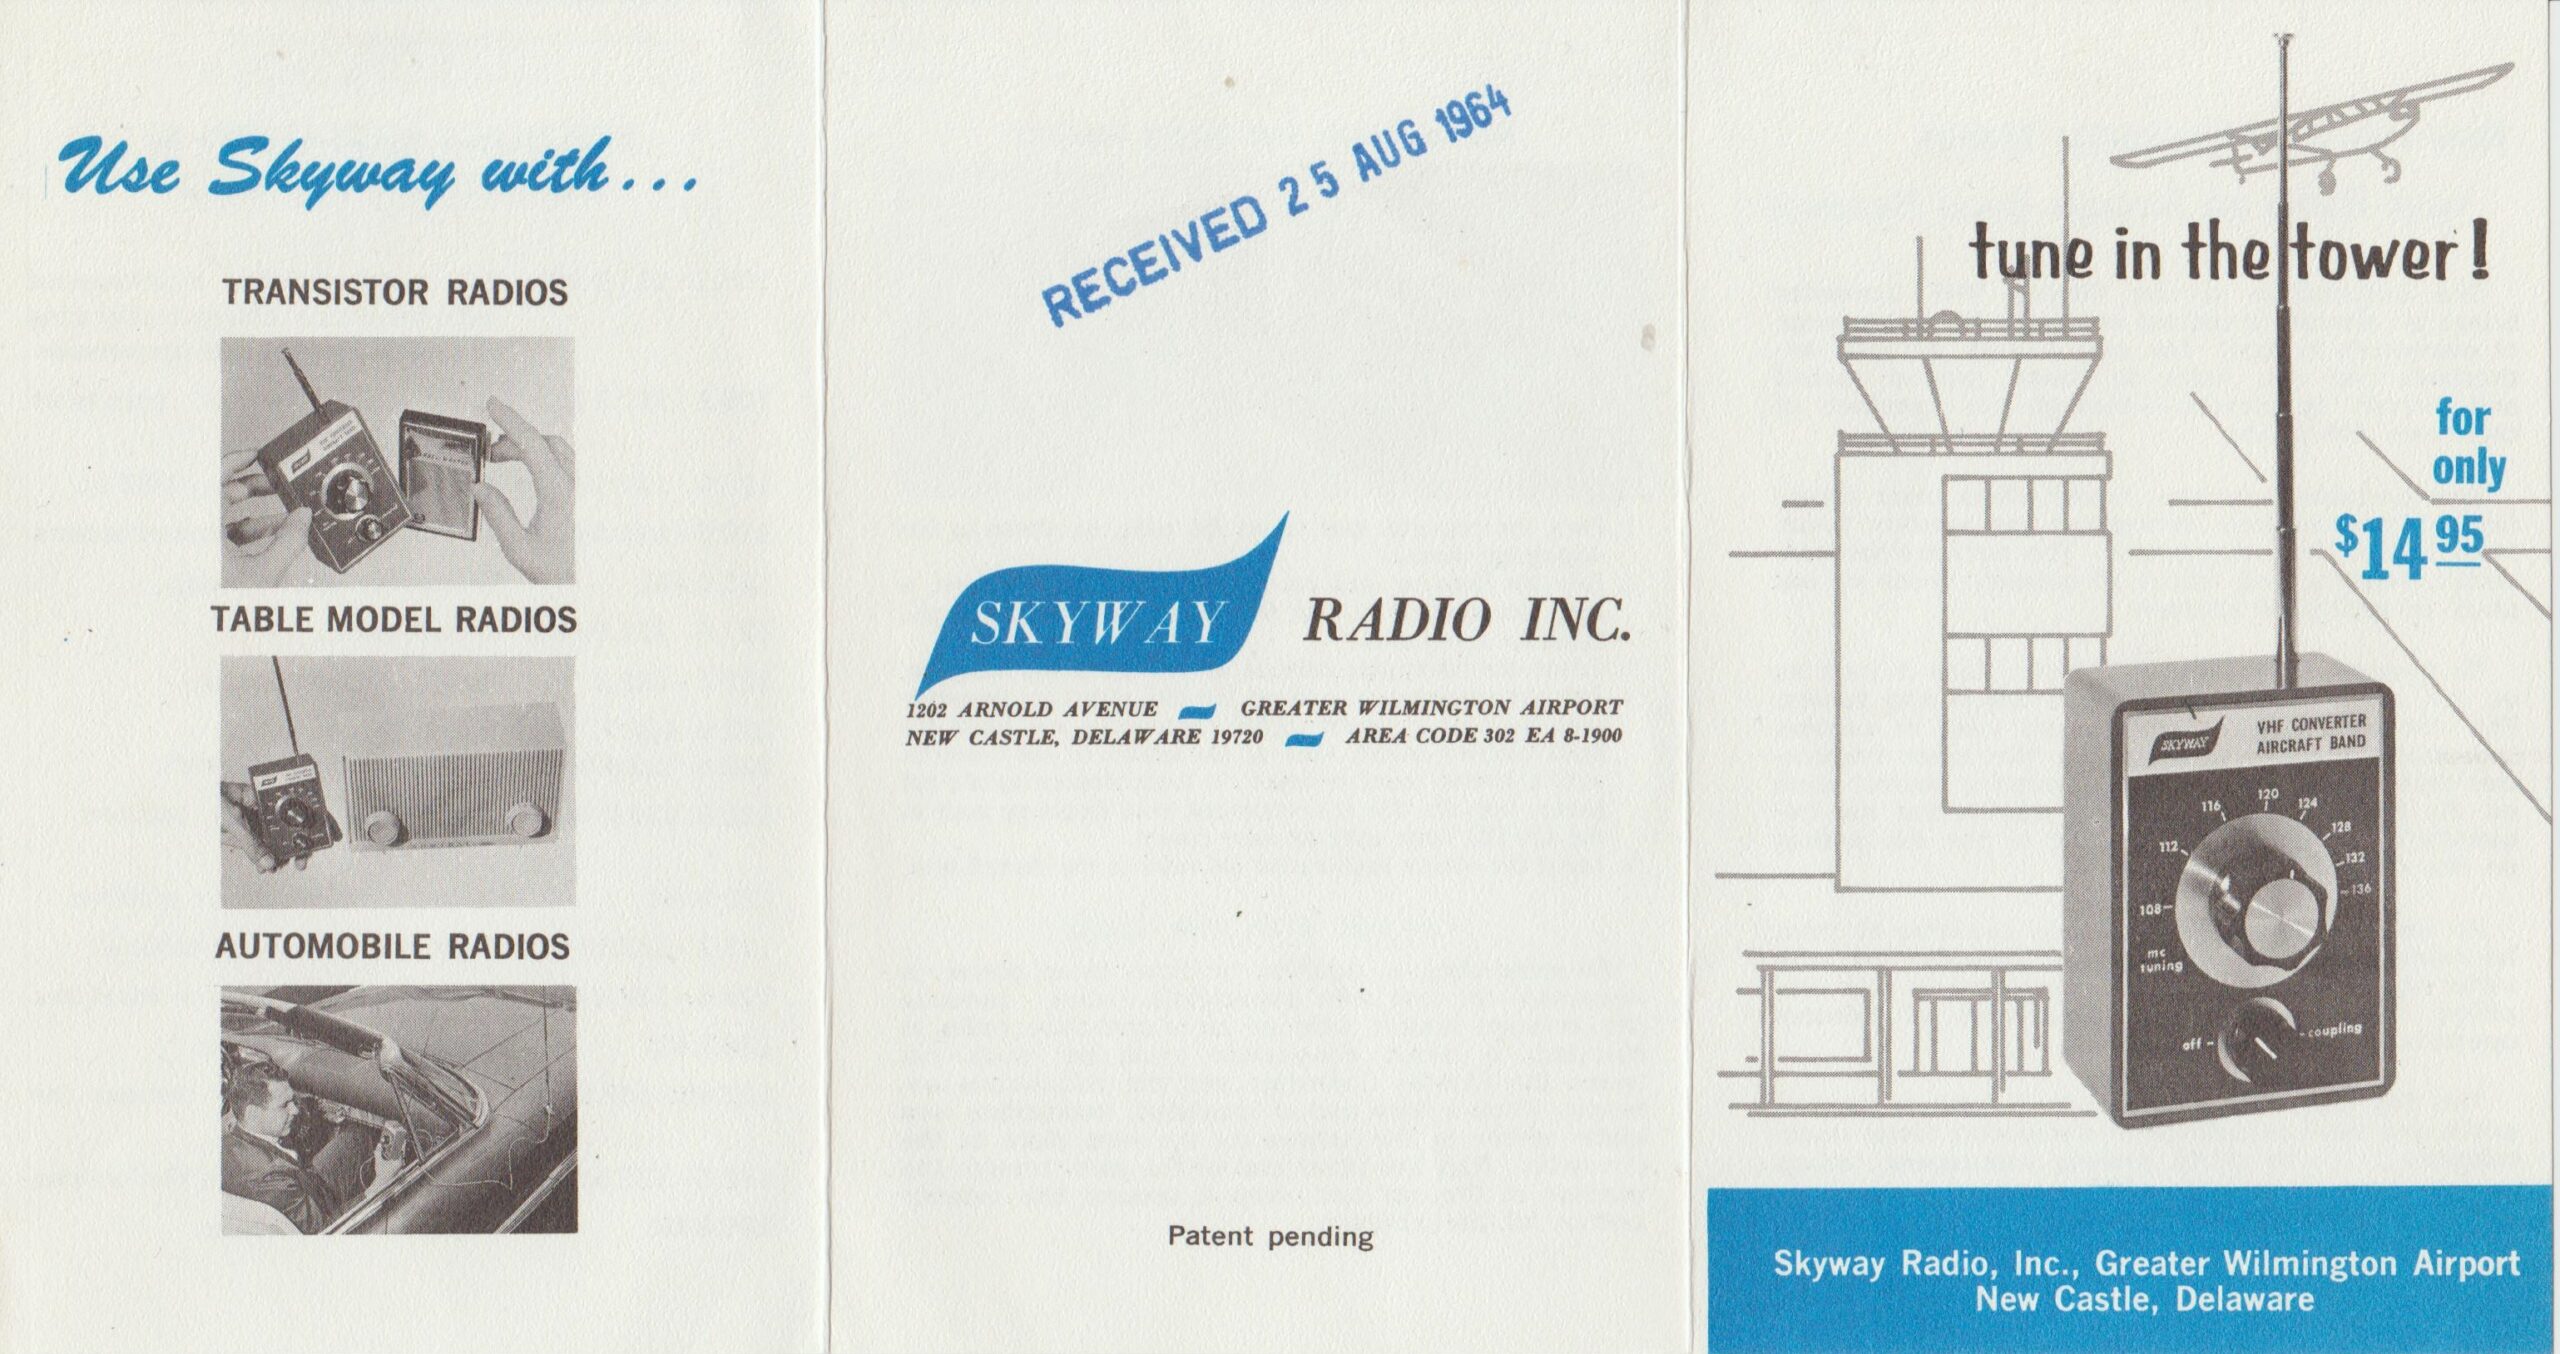 Use Skyway with...
TRANSISTOR RADIOS
TABLE MODEL RADIOS
AUTOMOBILE RADIOS
RECEIVED 25 AUG 1964
SKYWAY RADIO INC.
1202 ARNOLD AVENUE GREATER WILMINGTON AIRPORT
NEW CASTLE, DELAWARE 19720 AREA CODE 302 EA 8-1900
Patent pending
tune in the tower!
for
only
$14 95
SKYWAY
VHF CONVERTER
AIRCRAFT BAND
108
112
116
120
124
128
132
136
mc
tuning
off
coupling
Skyway Radio, Inc., Greater Wilmington Airport
New Castle, Delaware